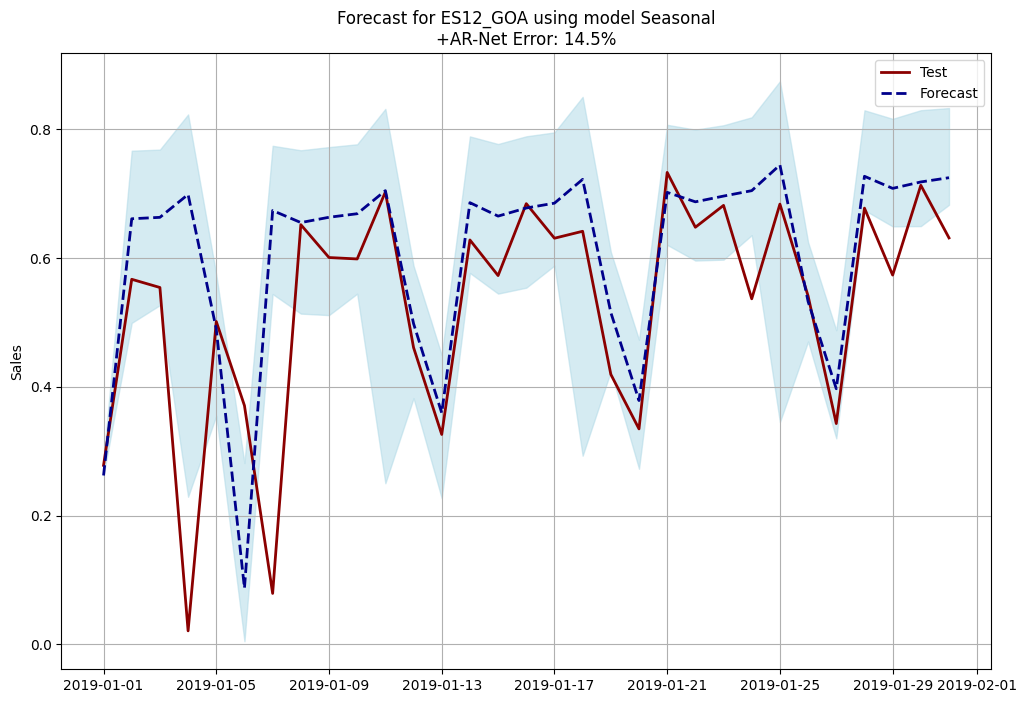 Forecast for ES12_GOA using model Seasonal
+AR-Net Error: 14.5%
Test
Forecast
Sales
0.8
0.6
0.4
0.2
0.0
2019-01-01 2019-01-05 2019-01-09 2019-01-13 2019-01-17 2019-01-21 2019-01-25 2019-01-29 2019-02-01